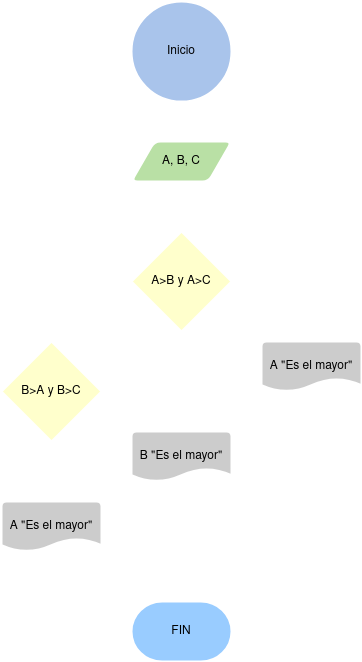 Inicio
A, B, C
A>B y A>C
A "Es el mayor"
B>A y B>C
B "Es el mayor"
A "Es el mayor"
FIN